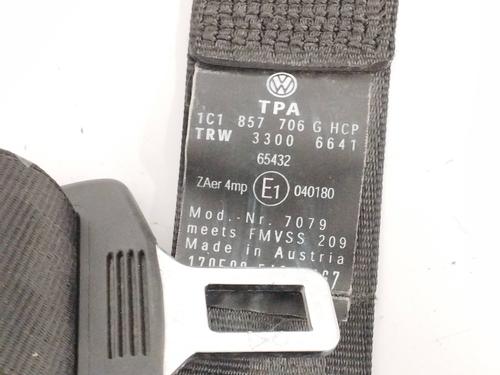 TPA
1C1 857 706 G HCP
TRW 3300 6641
65432
ZAer 4mp E1 040180
Mod.-Nr. 7079
meets FMVSS 209
Made in Austria